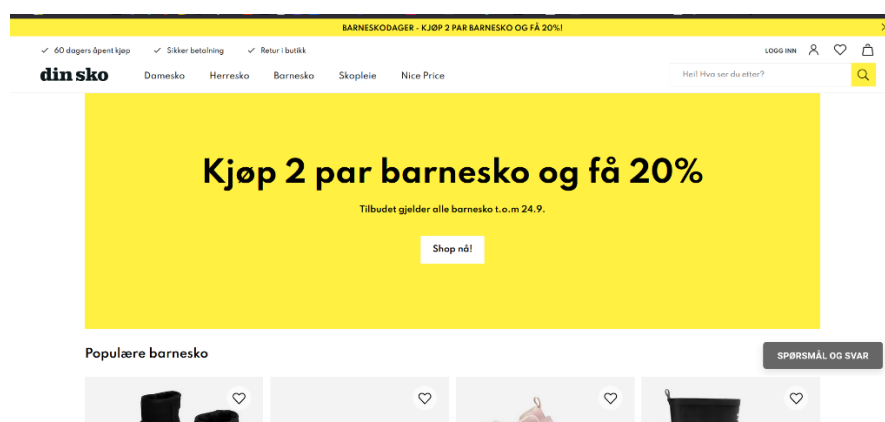 BARNESKODAGER - KJØP 2 PAR BARNESKO OG FÅ 20%!
60 dagers åpent kjøp Sikker betalning Retur i butikk LOGG INN
din sko Damesko Herresko Barnesko Skopleie Nice Price Hei! Hva ser du etter?
Kjøp 2 par barnesko og få 20%
Tilbudet gjelder alle barnesko t.o.m 24.9.
Shop nå!
Populære barnesko
SPØRSMÅL OG SVAR